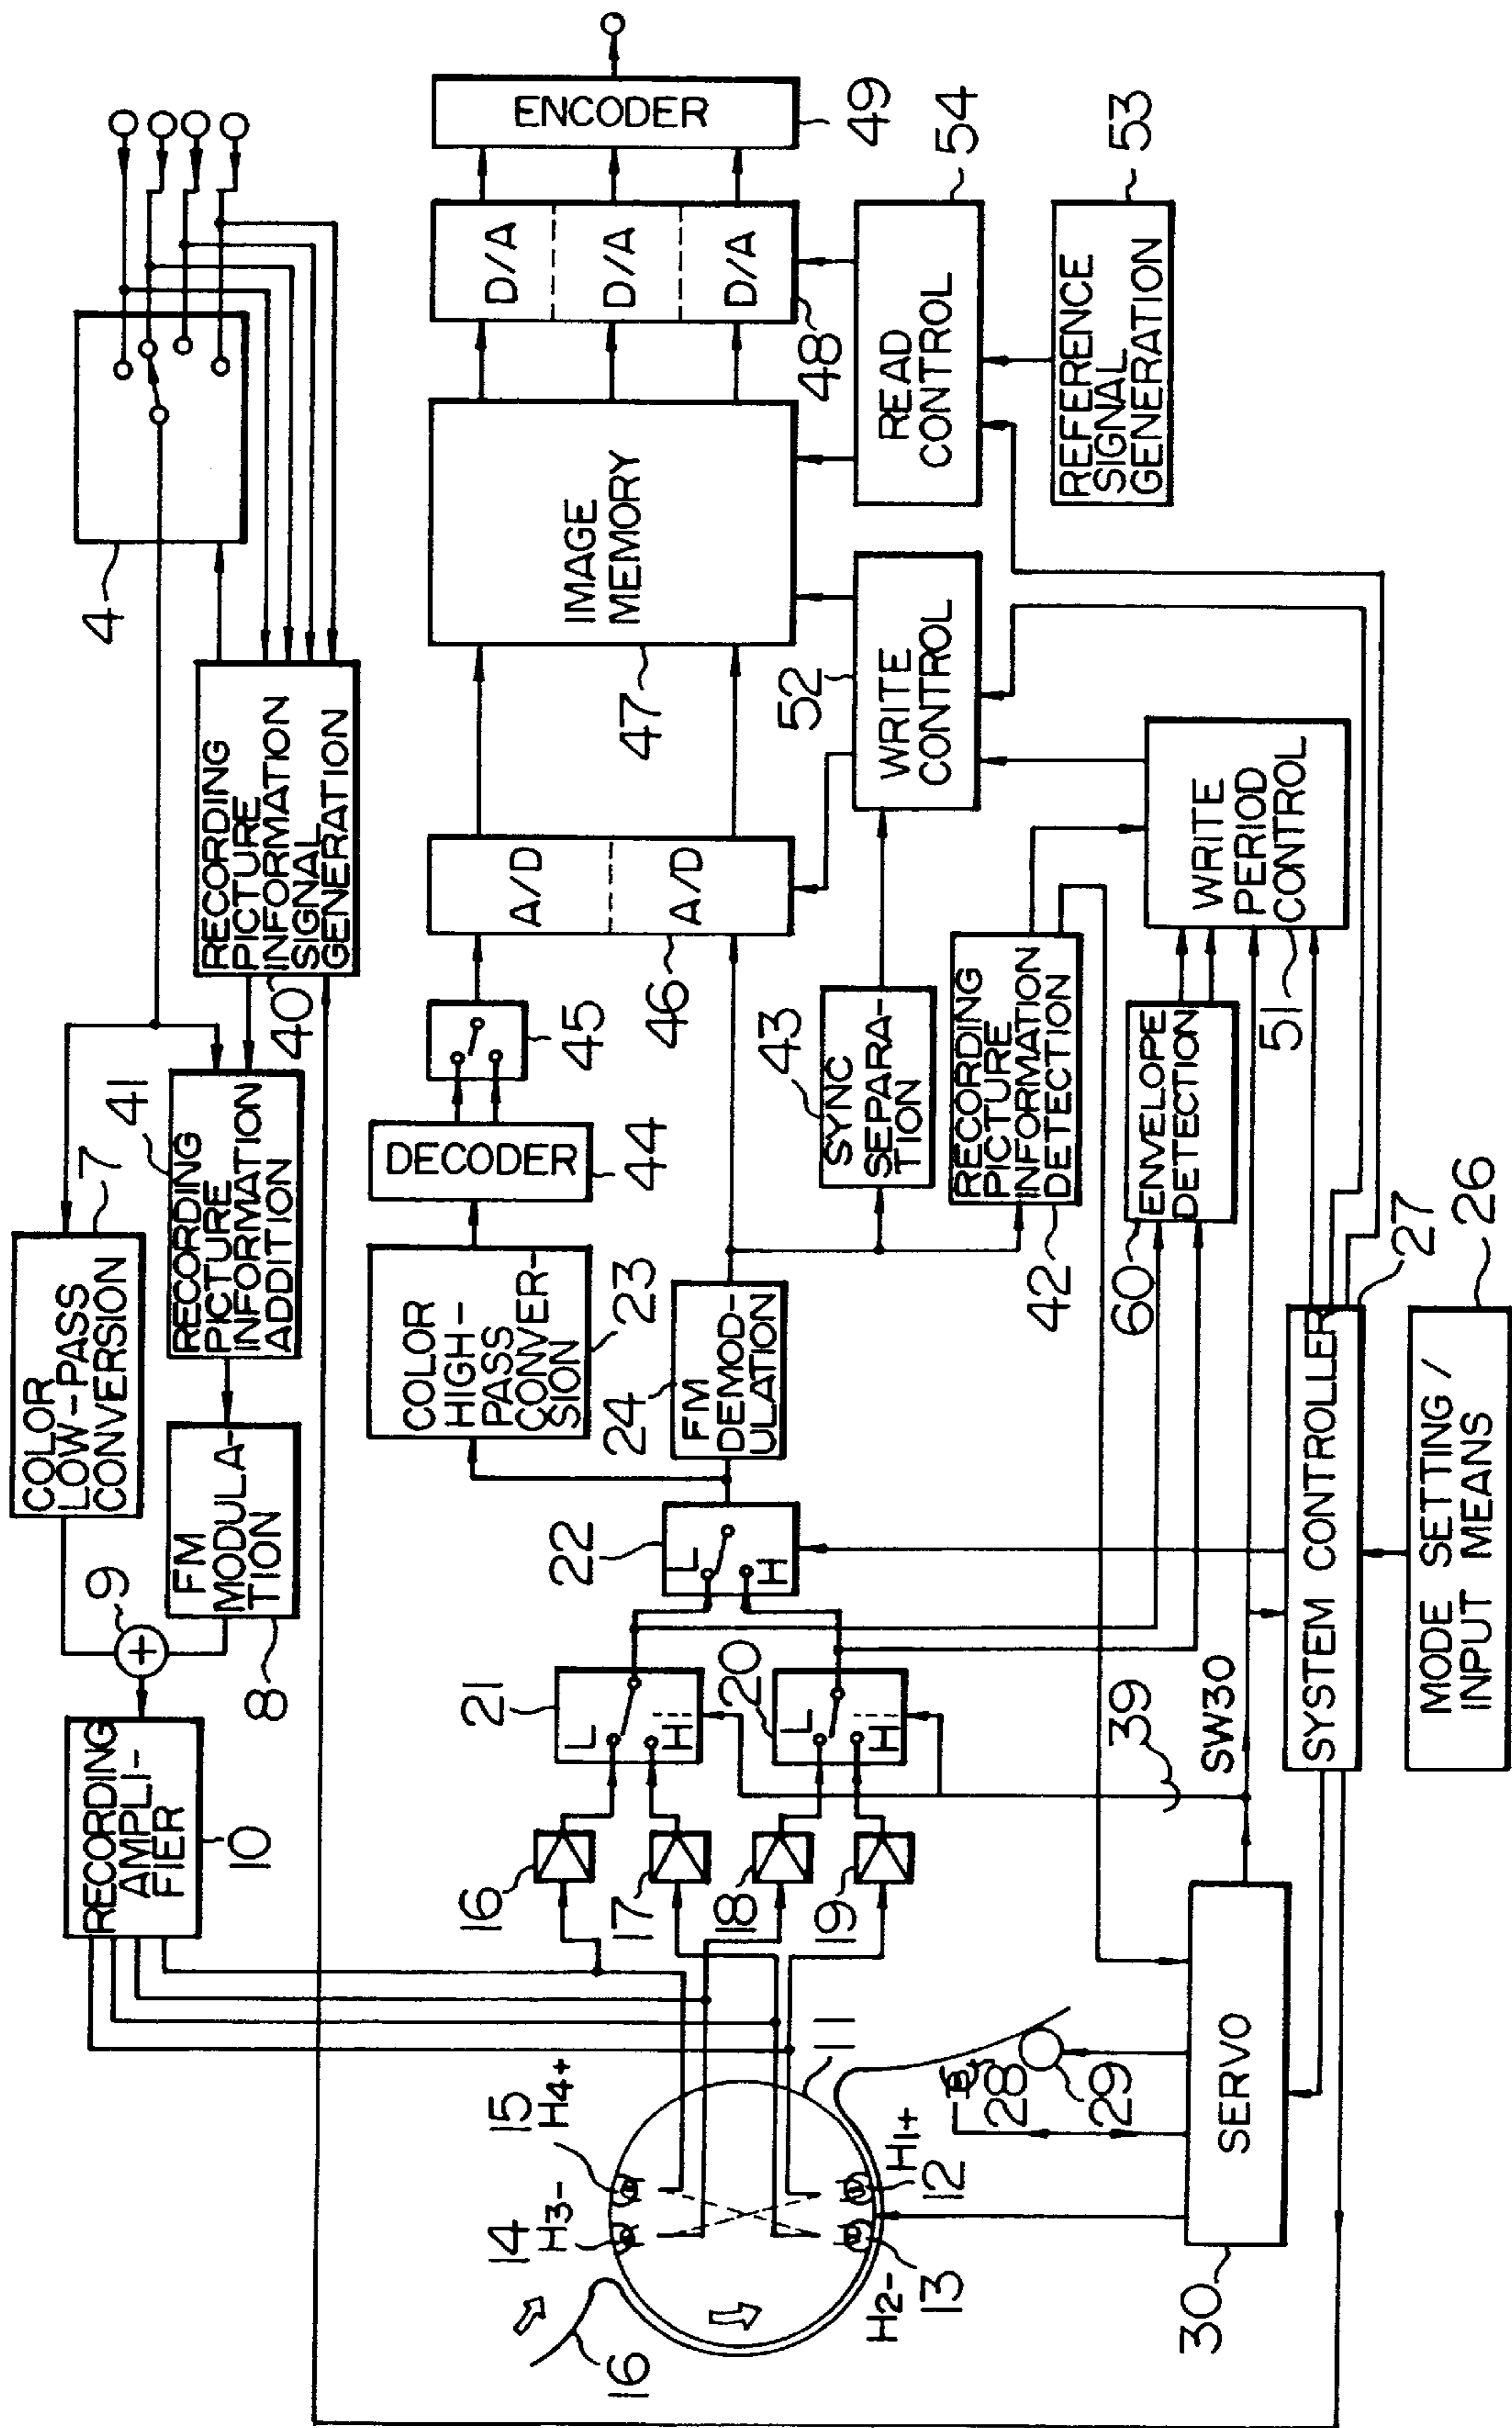 4
COLOR
LOW-PASS
CONVERSION
7
RECORDING
PICTURE
INFORMATION
SIGNAL
GENERATION
40
RECORDING
PICTURE
INFORMATION
ADDITION
41
FM
MODULA-
TION
8
9
+
RECORDING
AMPLI-
FIER
10
ENCODER
49
D/A
D/A
D/A
48
IMAGE
MEMORY
47
A/D
A/D
46
45
DECODER
44
COLOR
HIGH-
PASS
CONVER-
SION
23
24
FM
DEMOD-
ULATION
22
L
H
21
L
H
20
L
H
16
17
18
19
15
H4+
14
H3-
11
H1+
12
H2-
13
16
28
29
SERVO
30
39
SW30
SYSTEM CONTROLLER
27
MODE SETTING /
INPUT MEANS
26
43
SYNC
SEPARA-
TION
RECORDING
PICTURE
INFORMATION
DETECTION
42
ENVELOPE
DETECTION
60
WRITE
PERIOD
CONTROL
51
52
WRITE
CONTROL
READ
CONTROL
54
REFERENCE
SIGNAL
GENERATION
53